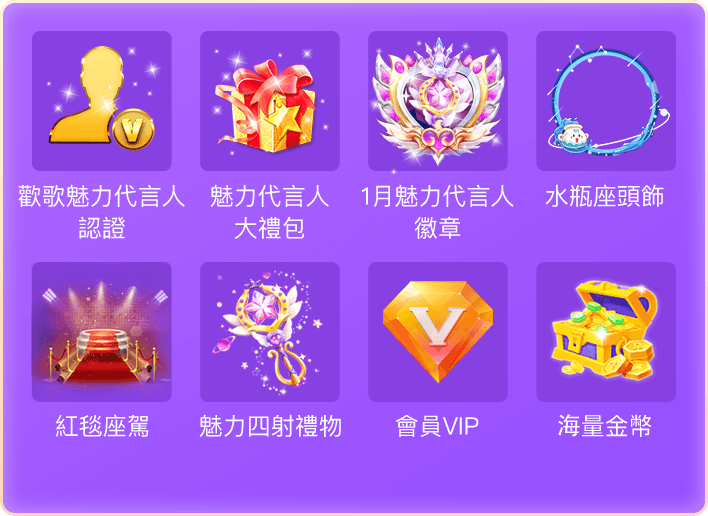 歡歌魅力代言人
認證
魅力代言人
大禮包
1月魅力代言人
徽章
水瓶座頭飾
紅毯座駕
魅力四射禮物
會員VIP
海量金幣
V
V